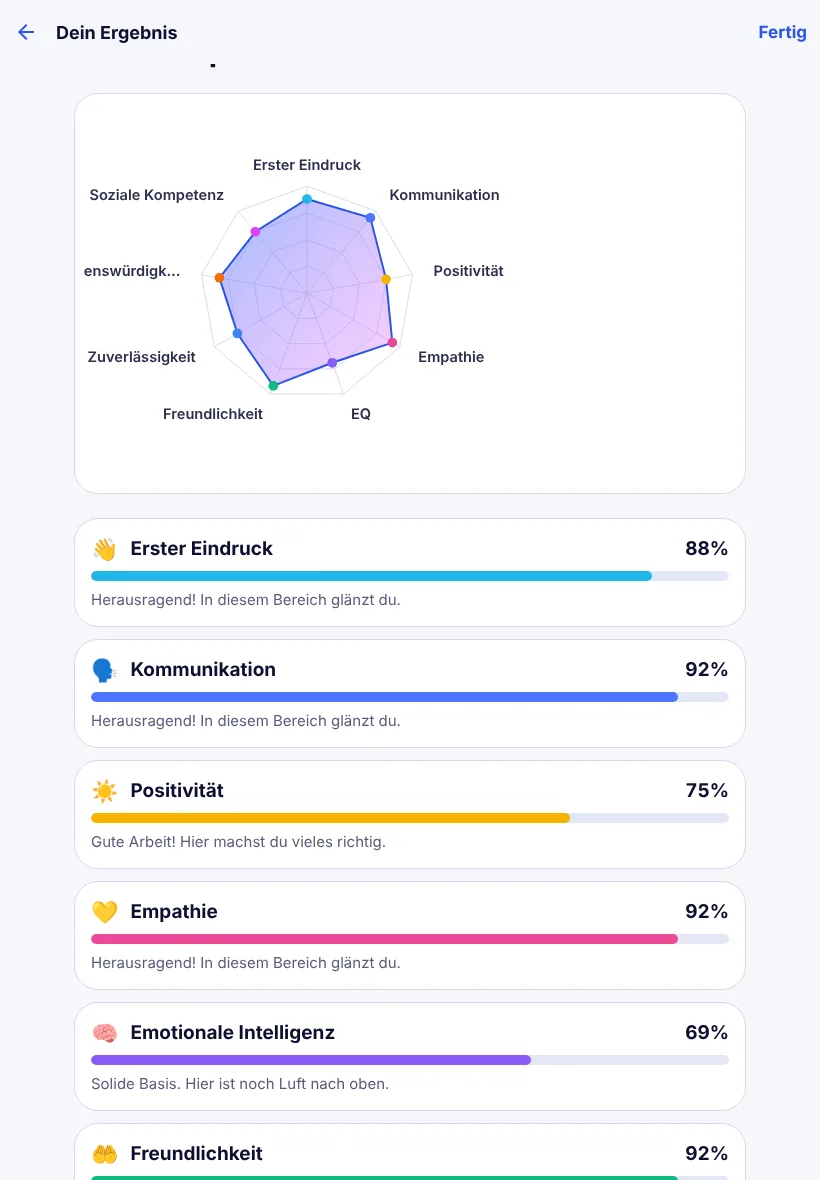 Dein Ergebnis
Fertig
Erster Eindruck
Soziale Kompetenz
Kommunikation
enswürdigk...
Positivität
Zuverlässigkeit
Empathie
Freundlichkeit
EQ
Erster Eindruck
88%
Herausragend! In diesem Bereich glänzt du.
Kommunikation
92%
Herausragend! In diesem Bereich glänzt du.
Positivität
75%
Gute Arbeit! Hier machst du vieles richtig.
Empathie
92%
Herausragend! In diesem Bereich glänzt du.
Emotionale Intelligenz
69%
Solide Basis. Hier ist noch Luft nach oben.
Freundlichkeit
92%